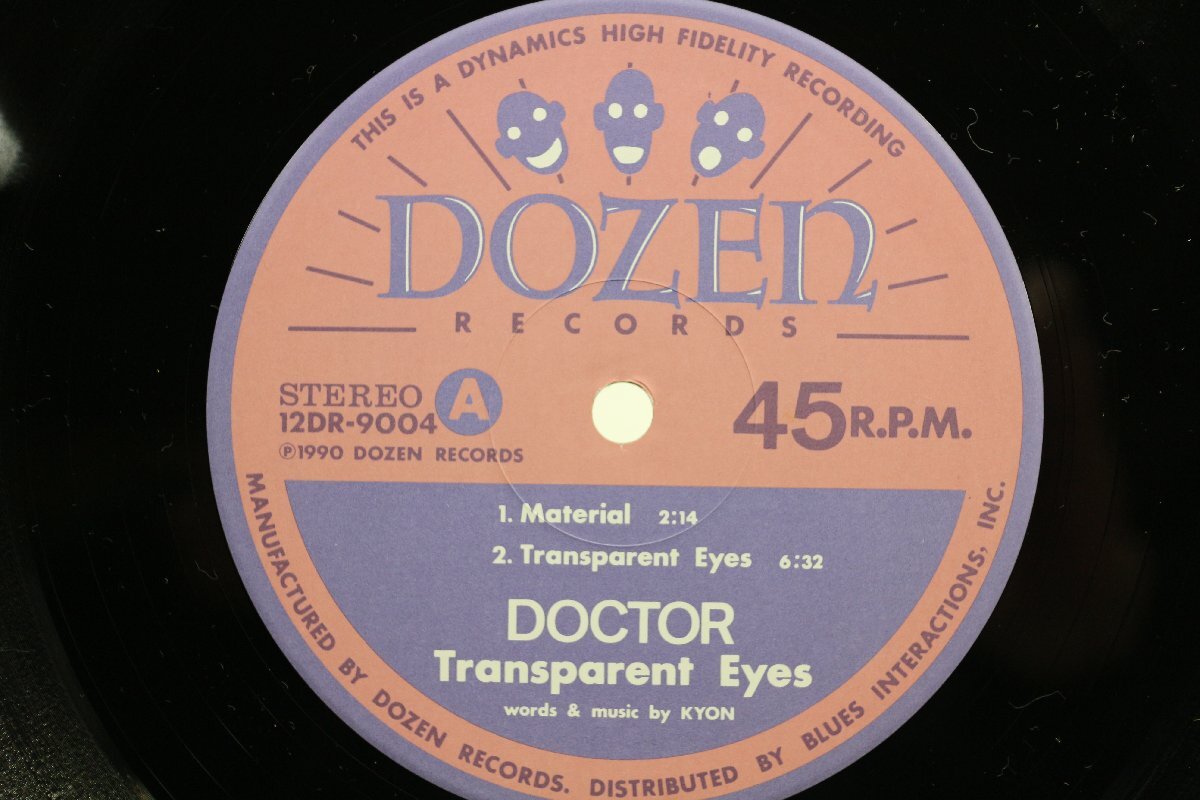 THIS IS A DYNAMICS HIGH FIDELITY RECORDING
DOZEN
RECORDS
STEREO A
12DR-9004
45 R.P.M.
Ⓟ1990 DOZEN RECORDS
1. Material 2:14
2. Transparent Eyes 6:32
DOCTOR
Transparent Eyes
words & music by KYON
MANUFACTURED BY DOZEN RECORDS. DISTRIBUTED BY BLUES INTERACTIONS, INC.